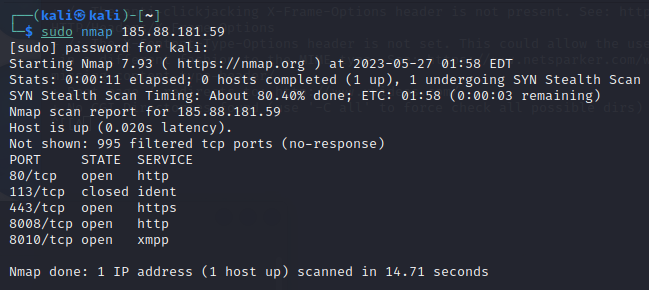 ┌──(kali㉿kali)-[~]
└─$ sudo nmap 185.88.181.59
[sudo] password for kali:
Starting Nmap 7.93 ( https://nmap.org ) at 2023-05-27 01:58 EDT
Stats: 0:00:11 elapsed; 0 hosts completed (1 up), 1 undergoing SYN Stealth Scan
SYN Stealth Scan Timing: About 80.40% done; ETC: 01:58 (0:00:03 remaining)
Nmap scan report for 185.88.181.59
Host is up (0.020s latency).
Not shown: 995 filtered tcp ports (no-response)
PORT     STATE  SERVICE
80/tcp   open   http
113/tcp  closed ident
443/tcp  open   https
8008/tcp open   http
8010/tcp open   xmpp
Nmap done: 1 IP address (1 host up) scanned in 14.71 seconds